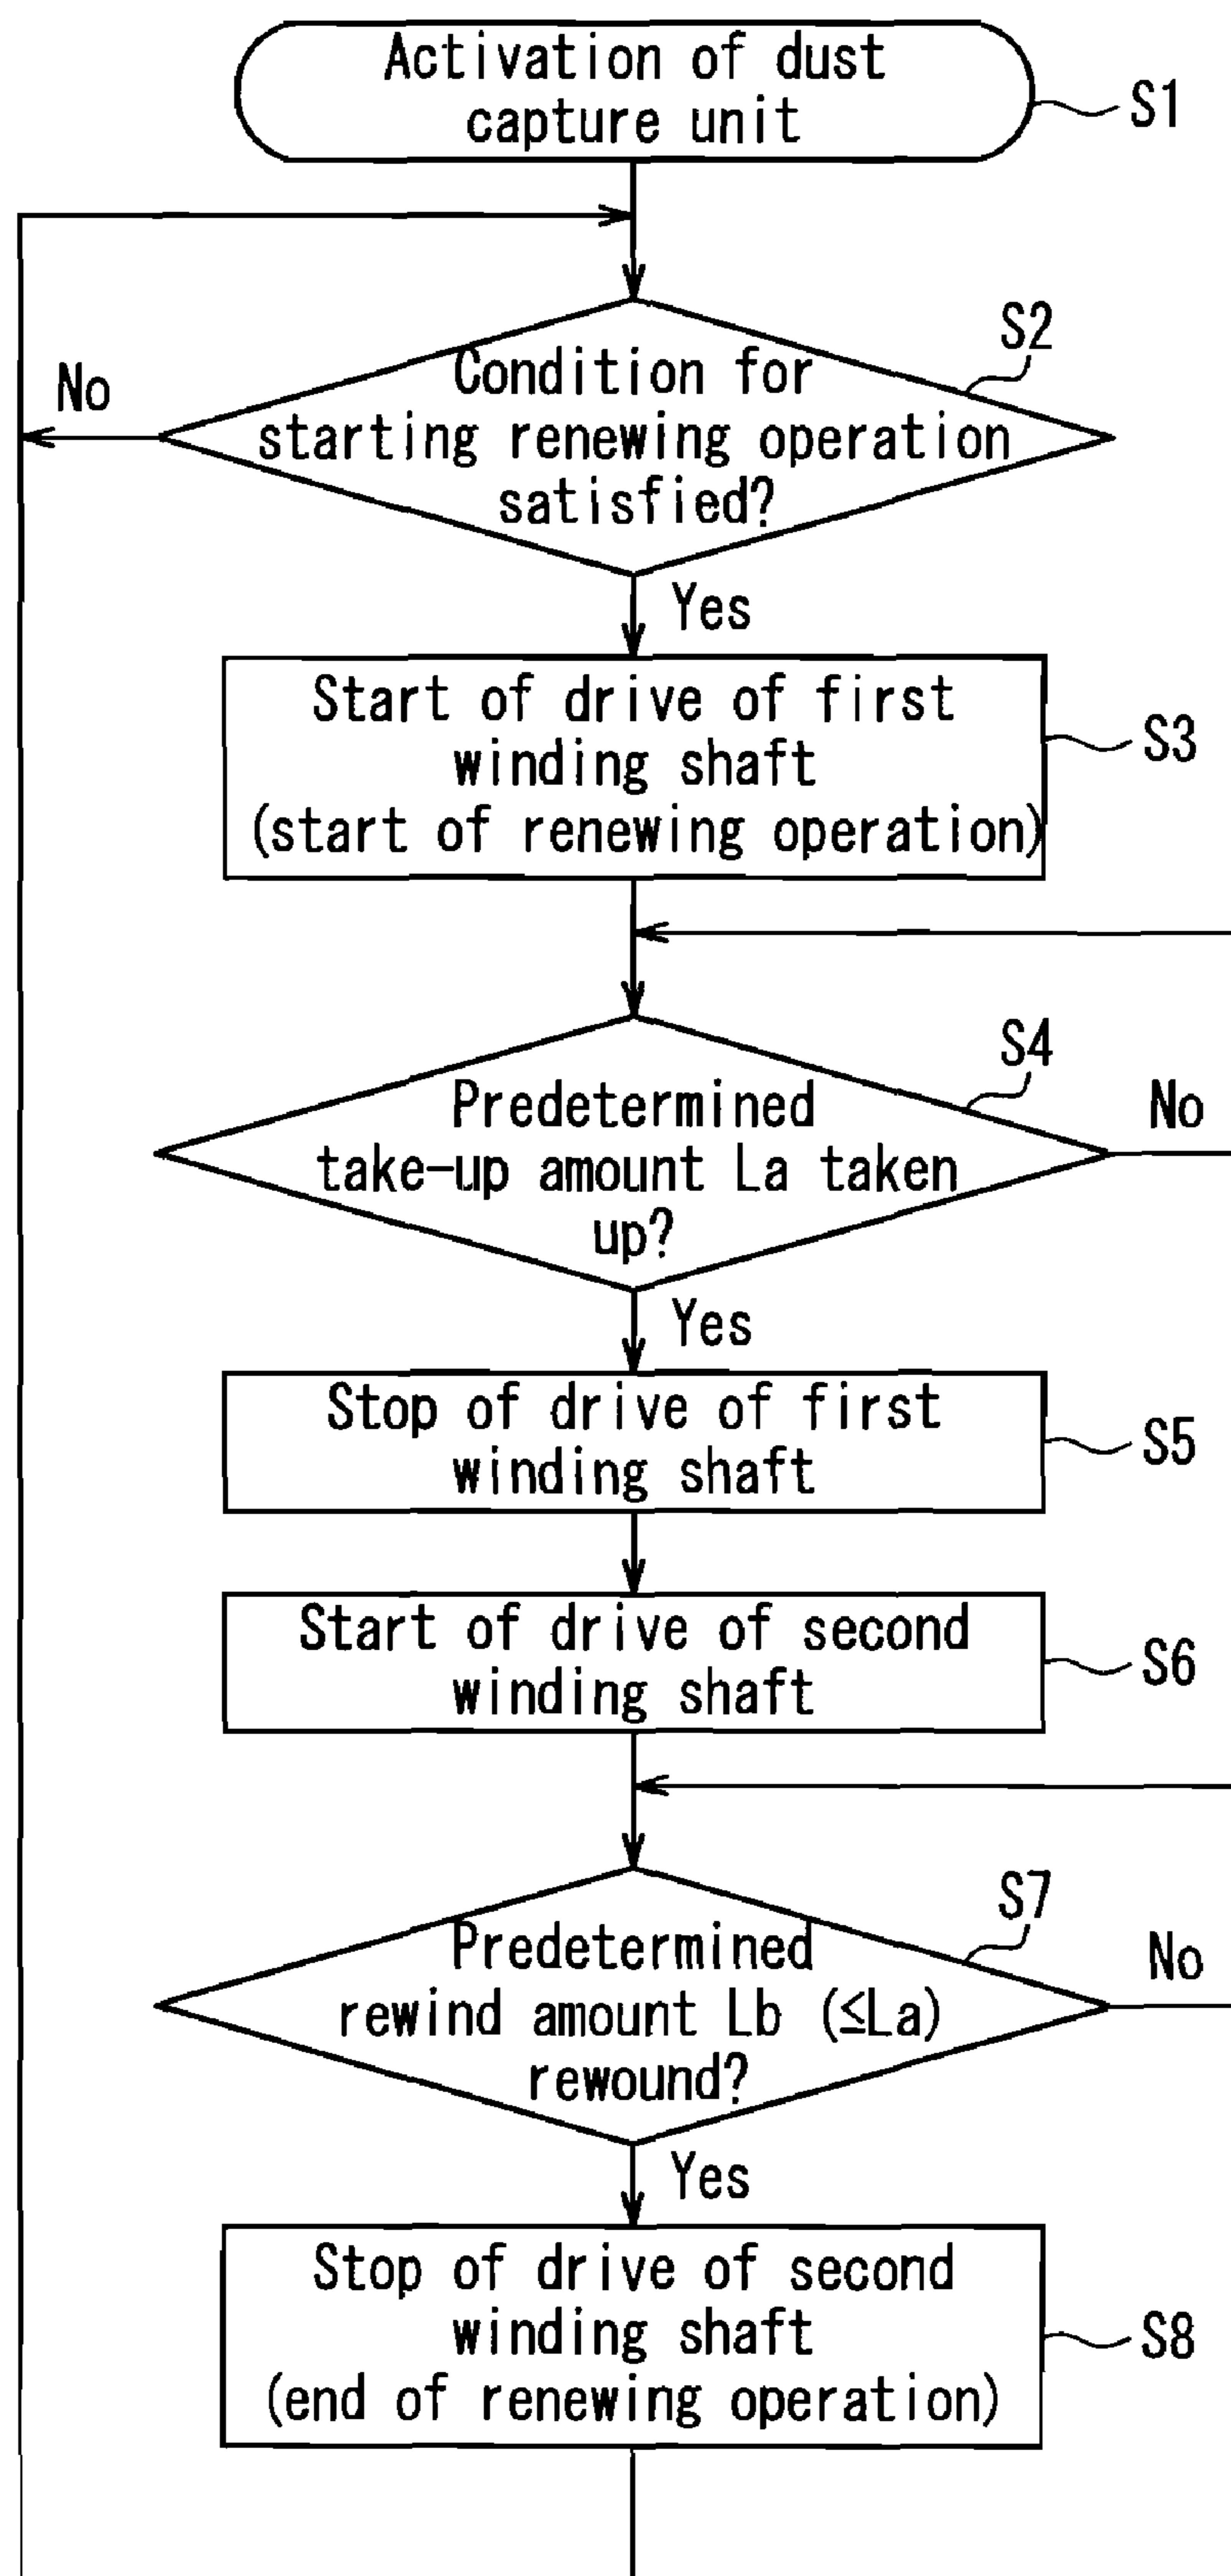 Activation of dust
capture unit
S1
S2
Condition for
starting renewing operation
satisfied?
No
Yes
Start of drive of first
winding shaft
(start of renewing operation)
S3
S4
Predetermined
take-up amount La taken
up?
No
Yes
Stop of drive of first
winding shaft
S5
Start of drive of second
winding shaft
S6
S7
Predetermined
rewind amount Lb (≤La)
rewound?
No
Yes
Stop of drive of second
winding shaft
(end of renewing operation)
S8